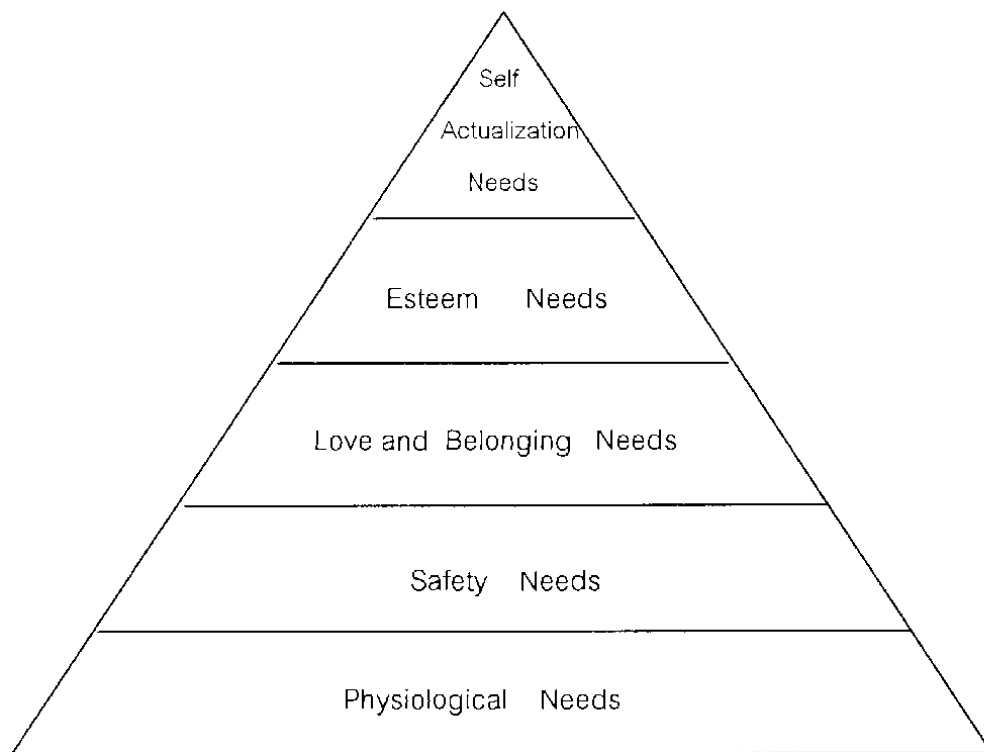 Self
Actualization
Needs
Esteem Needs
Love and Belonging Needs
Safety Needs
Physiological Needs